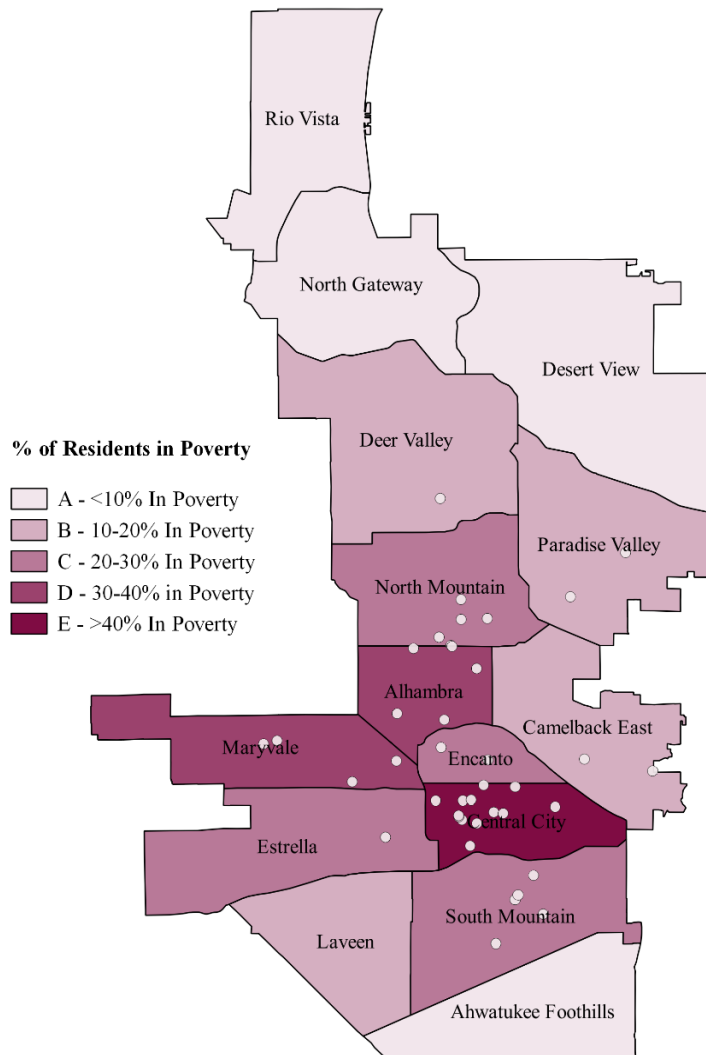 Rio Vista
North Gateway
Desert View
Deer Valley
% of Residents in Poverty
A - <10% In Poverty
B - 10-20% In Poverty
C - 20-30% In Poverty
D - 30-40% in Poverty
E - >40% In Poverty
Paradise Valley
North Mountain
Alhambra
Camelback East
Maryvale
Encanto
Central City
Estrella
South Mountain
Laveen
Ahwatukee Foothills